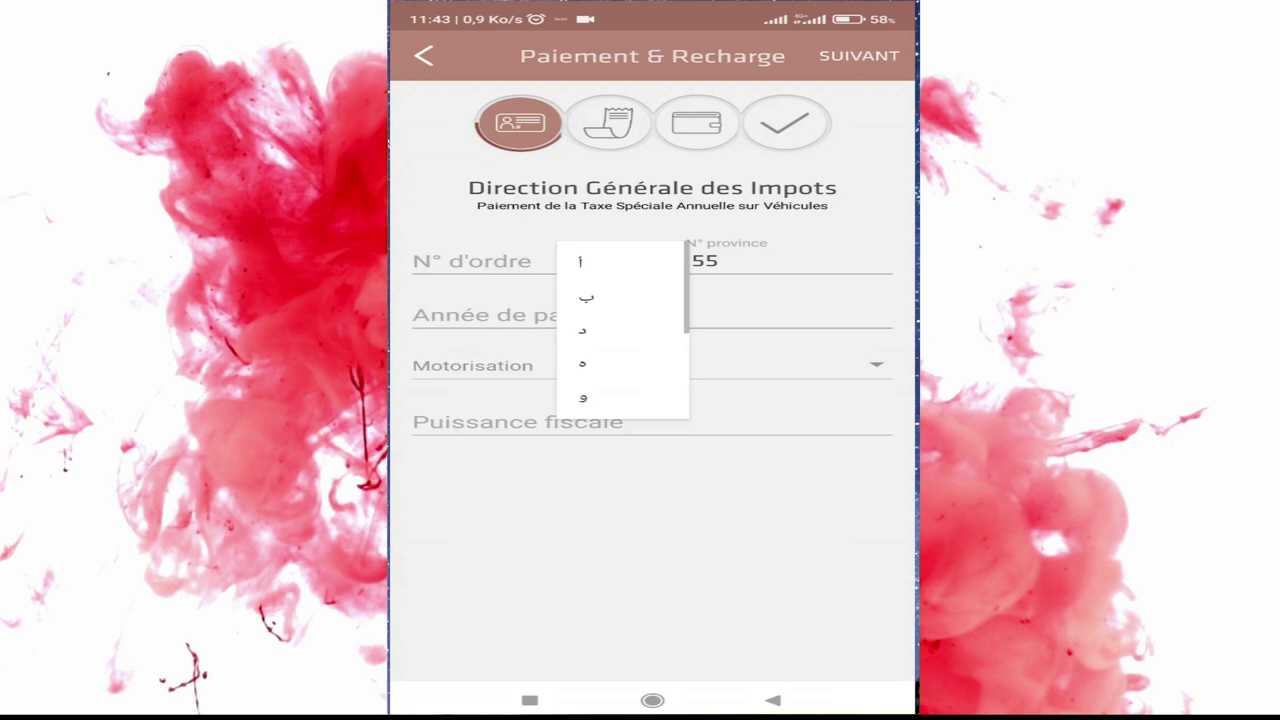 11:43 | 0,9 Ko/s 58%
Paiement & Recharge SUIVANT
Direction Générale des Impots
Paiement de la Taxe Spéciale Annuelle sur Véhicules
N° province
N° d'ordre 55
أ
ب
Année de pa
د
Motorisation
ه
و
Puissance fiscale